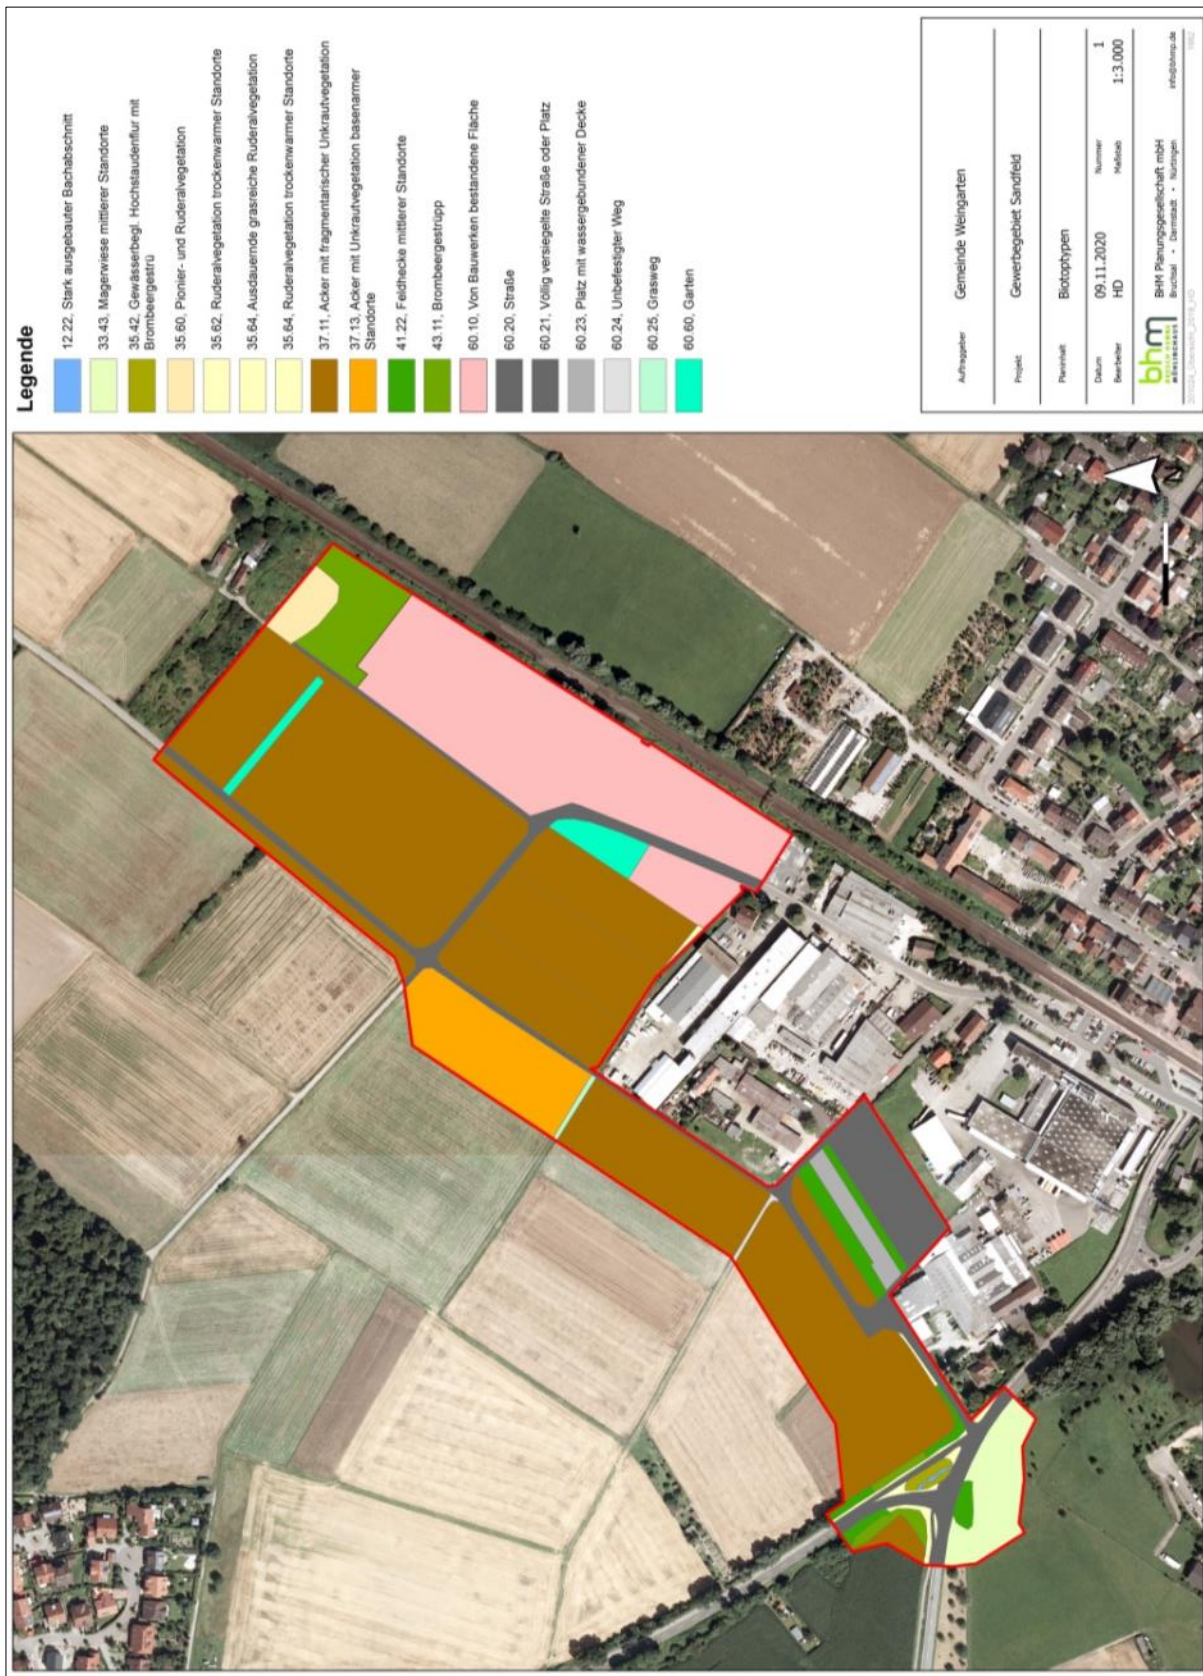 Legende
12.22, Stark ausgebauter Bachabschnitt
33.43, Magerwiese mittlerer Standorte
35.42, Gewässerbegl. Hochstaudenflur mit
Brombeergestrü
35.60, Pionier- und Ruderalvegetation
35.62, Ruderalvegetation trockenwarmer Standorte
35.64, Ausdauernde grasreiche Ruderalvegetation
35.64, Ruderalvegetation trockenwarmer Standorte
37.11, Acker mit fragmentarischer Unkrautvegetation
37.13, Acker mit Unkrautvegetation basenarmer
Standorte
41.22, Feldhecke mittlerer Standorte
43.11, Brombeergestrüpp
60.10, Von Bauwerken bestandene Fläche
60.20, Straße
60.21, Völlig versiegelte Straße oder Platz
60.23, Platz mit wassergebundener Decke
60.24, Unbefestigter Weg
60.25, Grasweg
60.60, Garten
Auftraggeber Gemeinde Weingarten
Projekt Gewerbegebiet Sandfeld
Planinhalt Biotoptypen
Datum 09.11.2020 Nummer 1
Bearbeiter HD Maßstab 1:3.000
bhm
BHM Planungsgesellschaft mbH
Bruchsal • Darmstadt • Nürtingen info@bhmp.de
N